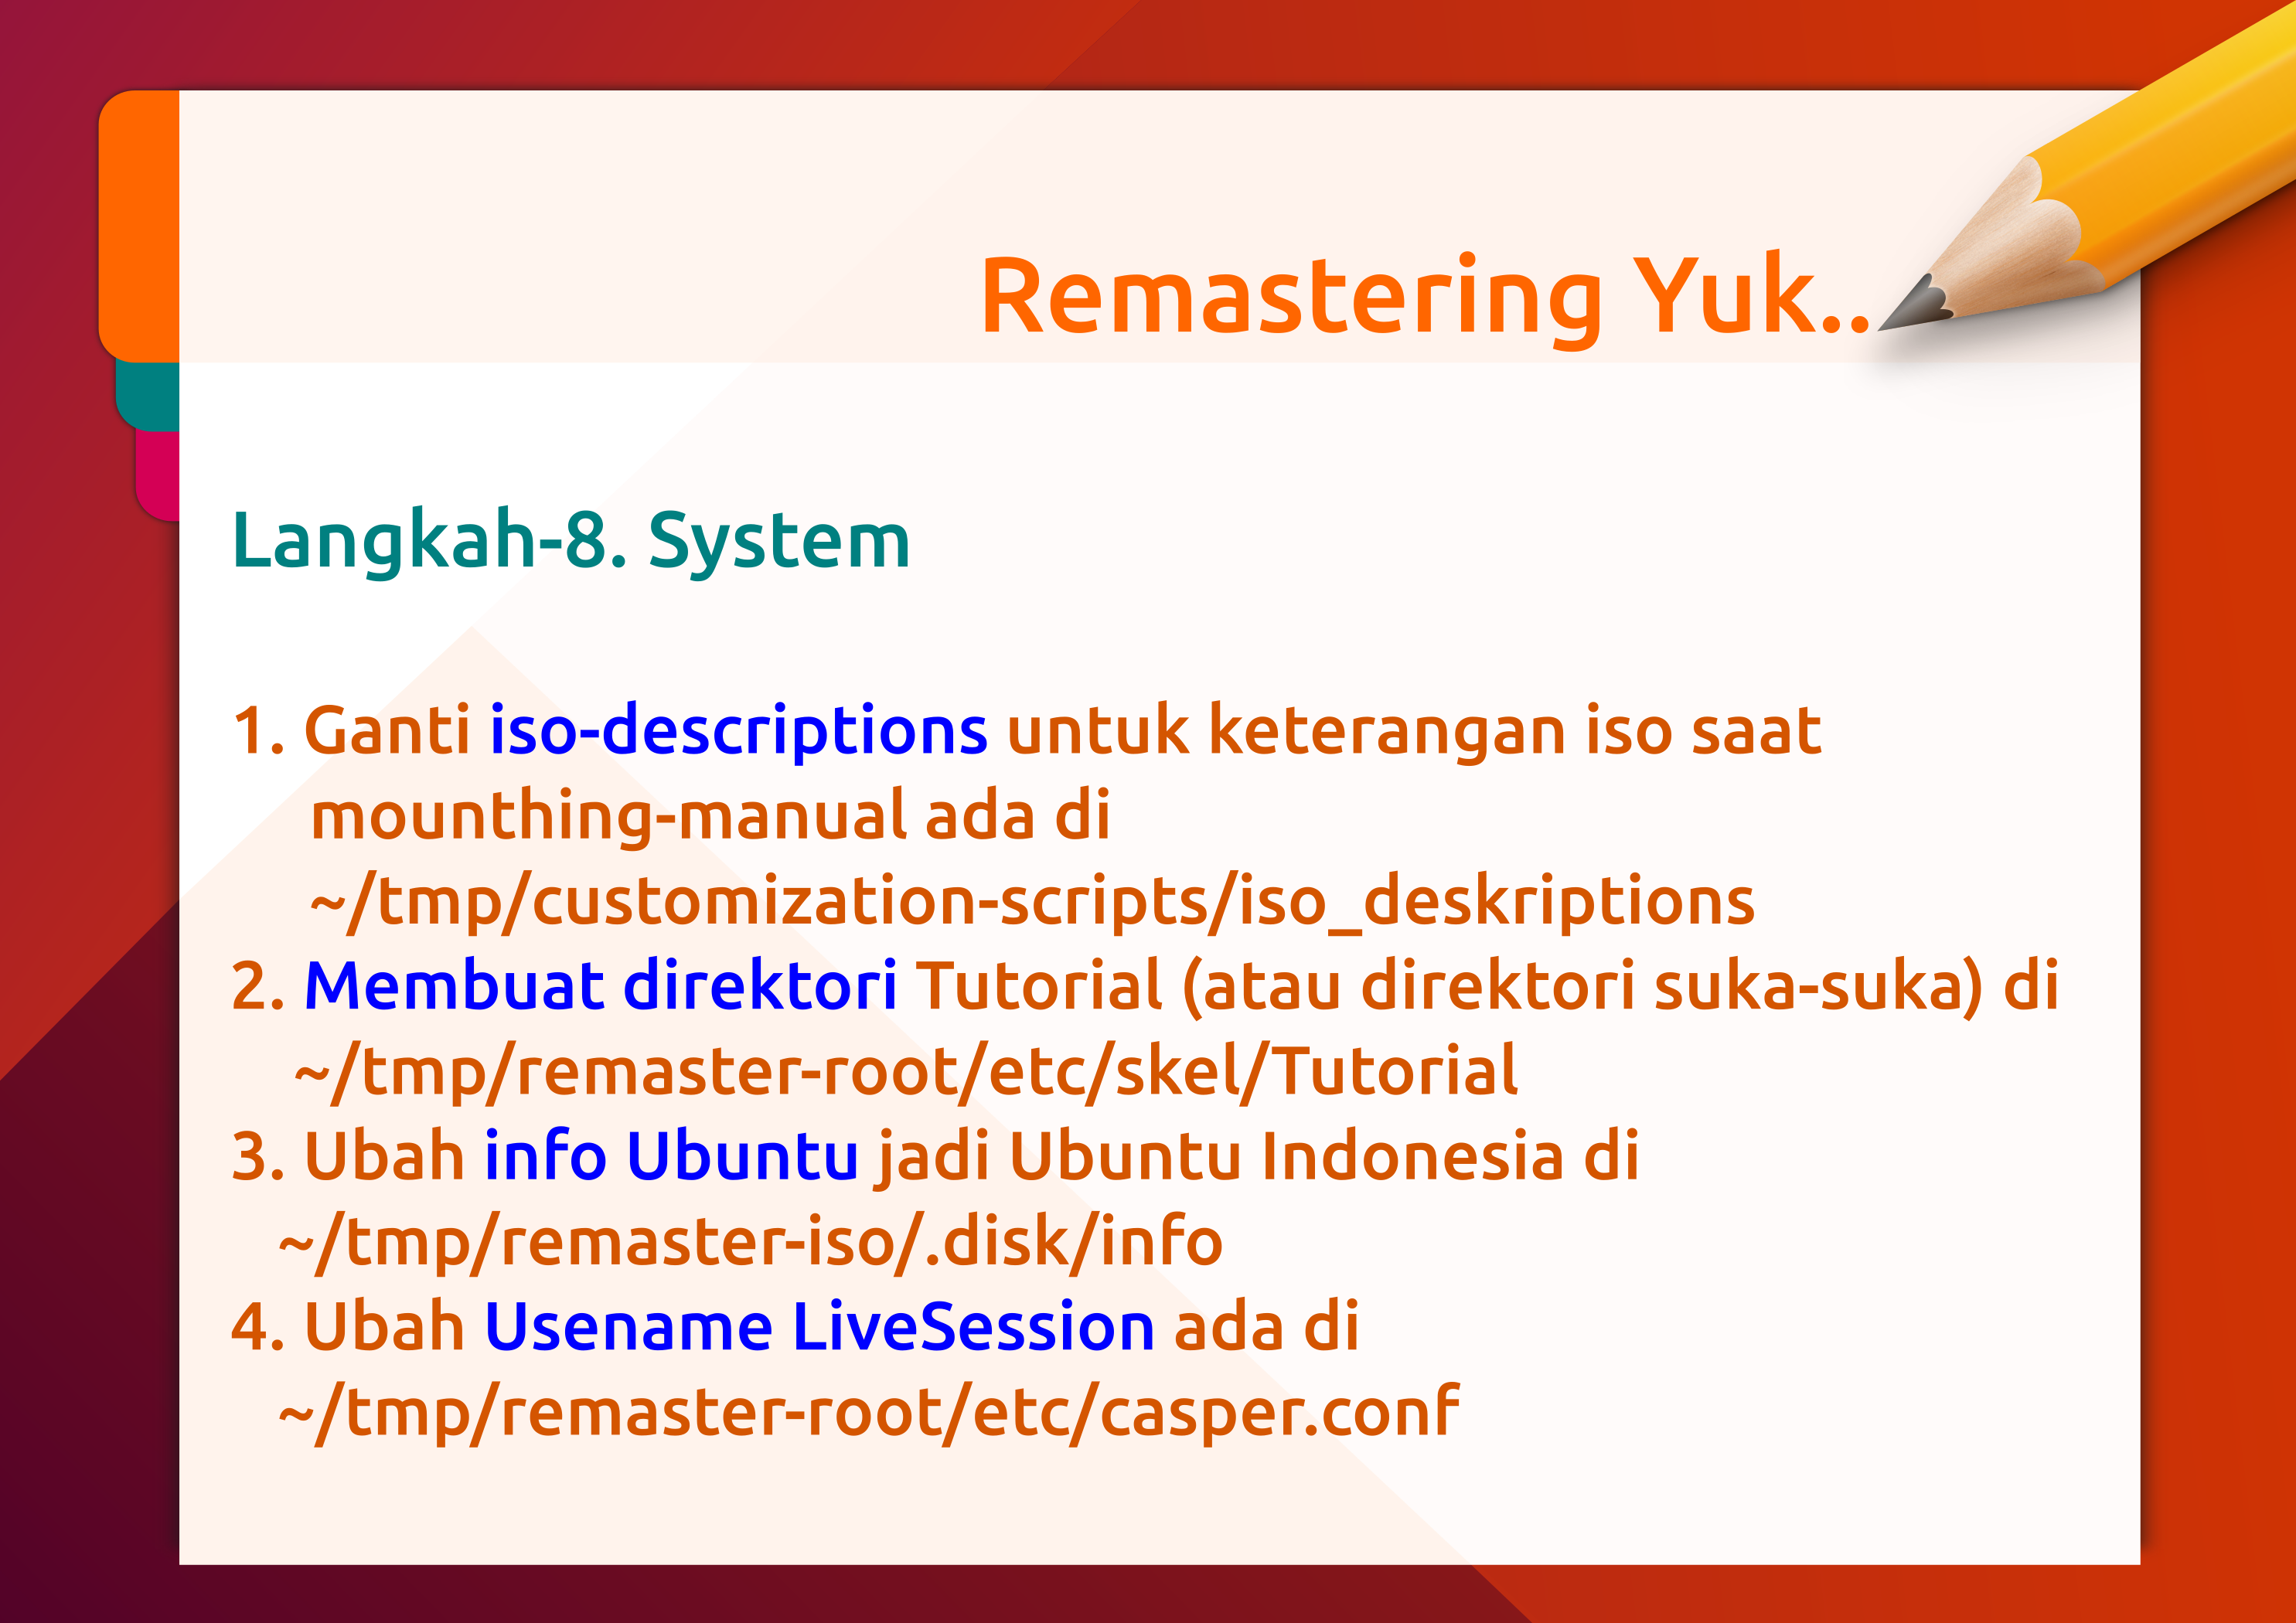 Remastering Yuk..
Langkah-8. System
1. Ganti iso-descriptions untuk keterangan iso saat
mounthing-manual ada di
~/tmp/customization-scripts/iso_deskriptions
2. Membuat direktori Tutorial (atau direktori suka-suka) di
~/tmp/remaster-root/etc/skel/Tutorial
3. Ubah info Ubuntu jadi Ubuntu Indonesia di
~/tmp/remaster-iso/.disk/info
4. Ubah Usename LiveSession ada di
~/tmp/remaster-root/etc/casper.conf